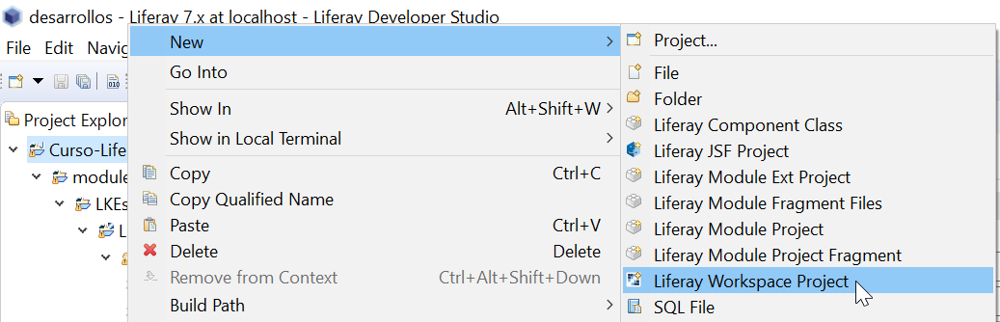 desarrollos - Liferay 7.x at localhost - Liferay Developer Studio
File Edit Navig
Project Explor
Curso-Life
module
LKEs
L
New
Go Into
Show In Alt+Shift+W
Show in Local Terminal
Copy Ctrl+C
Copy Qualified Name
Paste Ctrl+V
Delete Delete
Remove from Context Ctrl+Alt+Shift+Down
Build Path
Project...
File
Folder
Liferay Component Class
Liferay JSF Project
Liferay Module Ext Project
Liferay Module Fragment Files
Liferay Module Project
Liferay Module Project Fragment
Liferay Workspace Project
SQL File